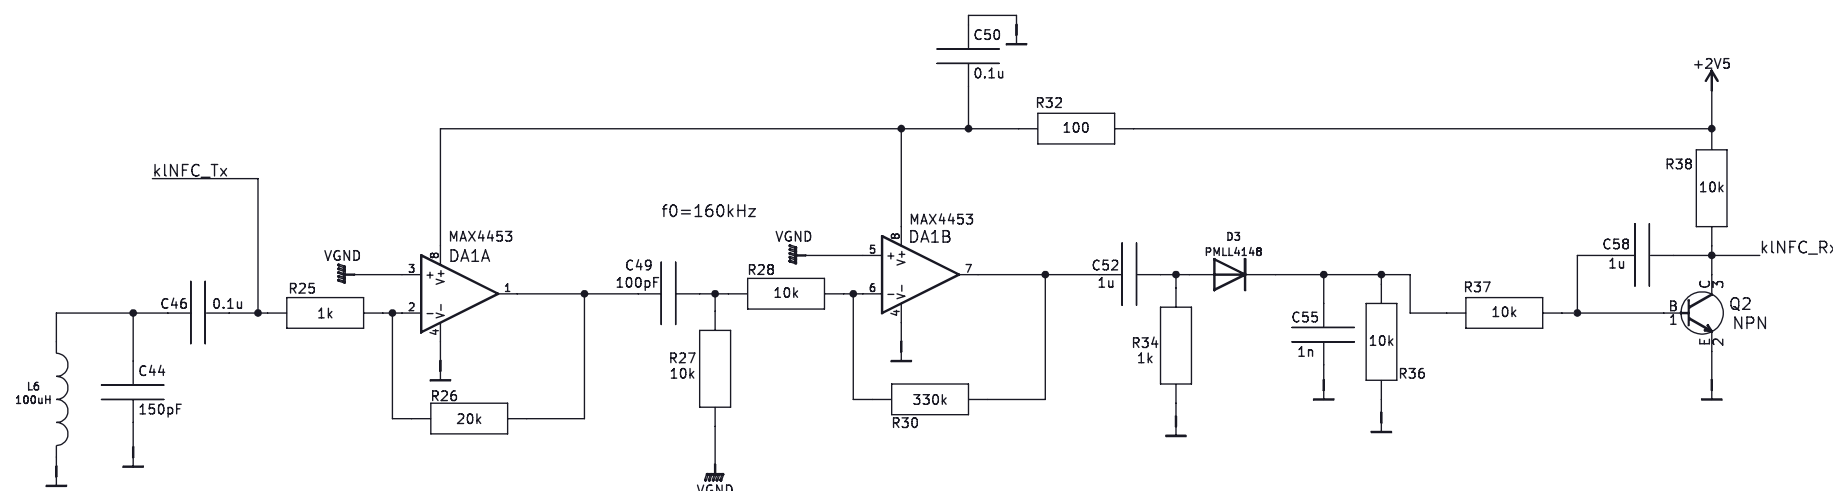 C50
0.1u
+2V5
R32
100
R38
10k
klNFC_Tx
f0=160kHz
MAX4453
DA1A
VGND
8
3
+
V+
2
-
V-
4
1
C46
0.1u
R25
1k
R26
20k
L6
100uH
C44
150pF
C49
100pF
R27
10k
VGND
R28
10k
VGND
MAX4453
DA1B
8
5
+
V+
6
-
V-
4
7
330k
R30
C52
1u
R34
1k
D3
PMLL4148
C55
1n
10k
R36
R37
10k
C58
1u
klNFC_Rx
C
3
B
1
E
2
Q2
NPN